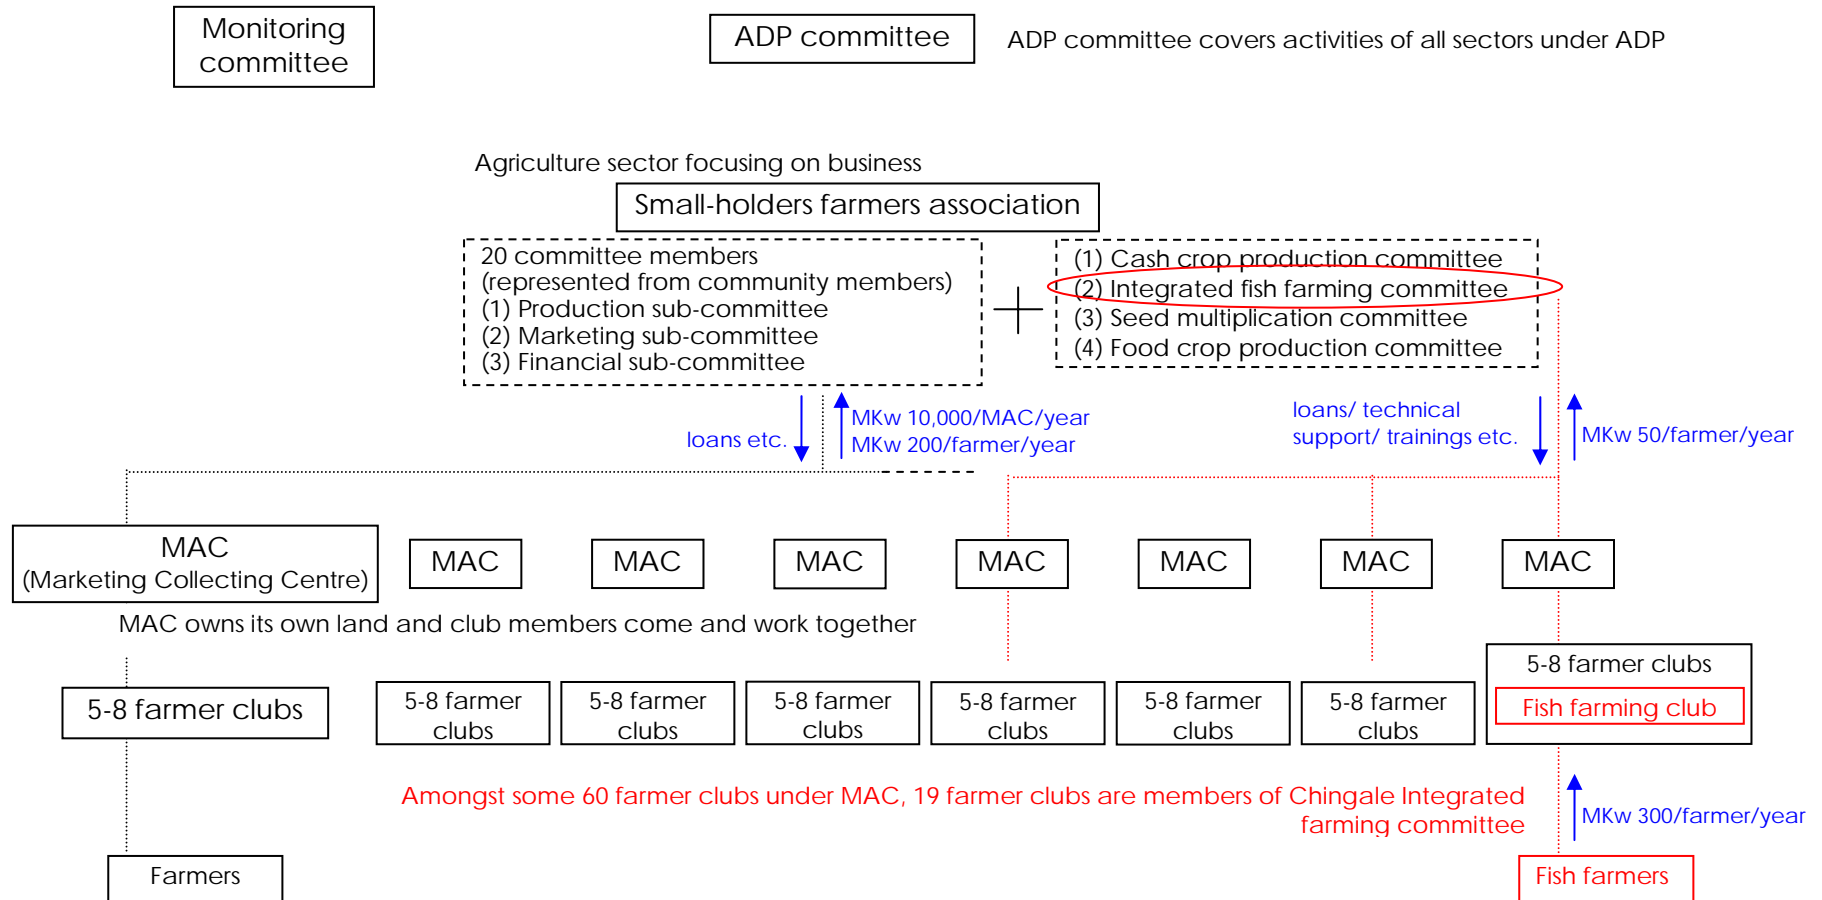 Monitoring
committee
ADP committee
ADP committee covers activities of all sectors under ADP
Agriculture sector focusing on business
Small-holders farmers association
20 committee members
(represented from community members)
(1) Production sub-committee
(2) Marketing sub-committee
(3) Financial sub-committee
(1) Cash crop production committee
(2) Integrated fish farming committee
(3) Seed multiplication committee
(4) Food crop production committee
loans etc.
MKw 10,000/MAC/year
MKw 200/farmer/year
loans/ technical
support/ trainings etc.
MKw 50/farmer/year
MAC
(Marketing Collecting Centre)
MAC
MAC
MAC
MAC
MAC
MAC
MAC
MAC owns its own land and club members come and work together
5-8 farmer clubs
5-8 farmer
clubs
5-8 farmer
clubs
5-8 farmer
clubs
5-8 farmer
clubs
5-8 farmer
clubs
5-8 farmer
clubs
5-8 farmer clubs
Fish farming club
Amongst some 60 farmer clubs under MAC, 19 farmer clubs are members of Chingale Integrated
farming committee
MKw 300/farmer/year
Farmers
Fish farmers